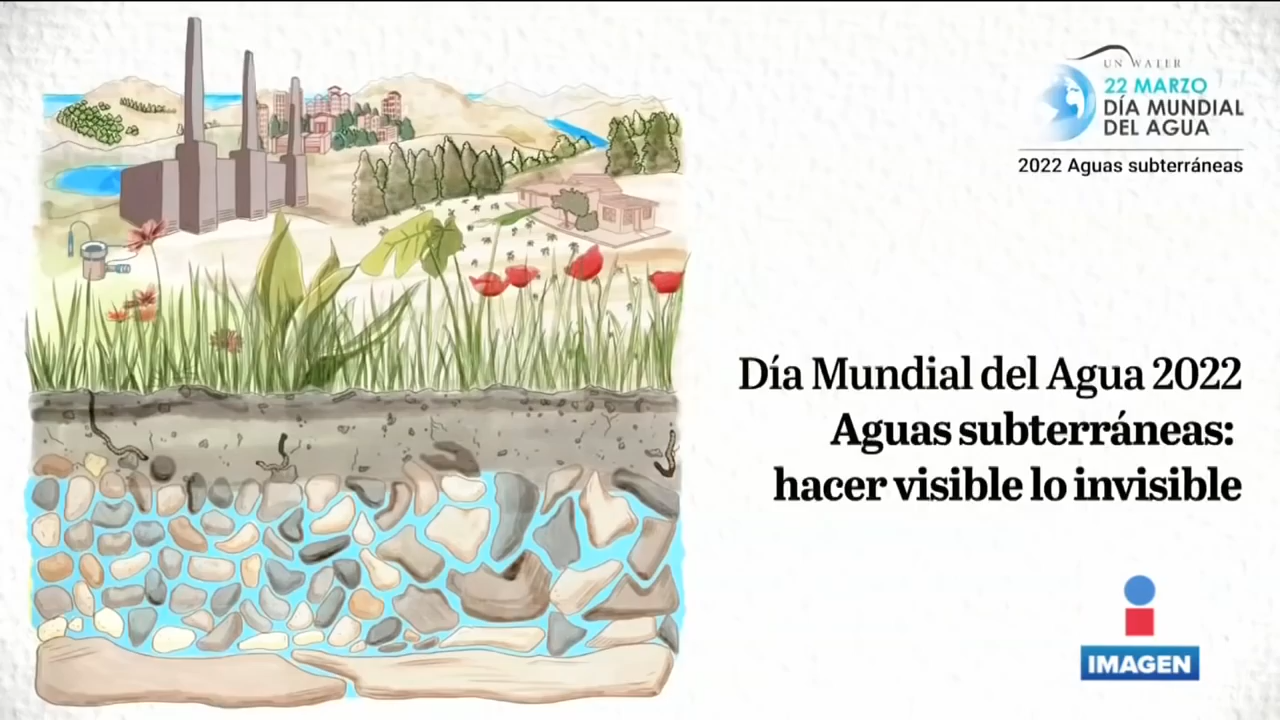 UN WATER
22 MARZO
DÍA MUNDIAL
DEL AGUA
2022 Aguas subterráneas
Día Mundial del Agua 2022
Aguas subterráneas:
hacer visible lo invisible
IMAGEN